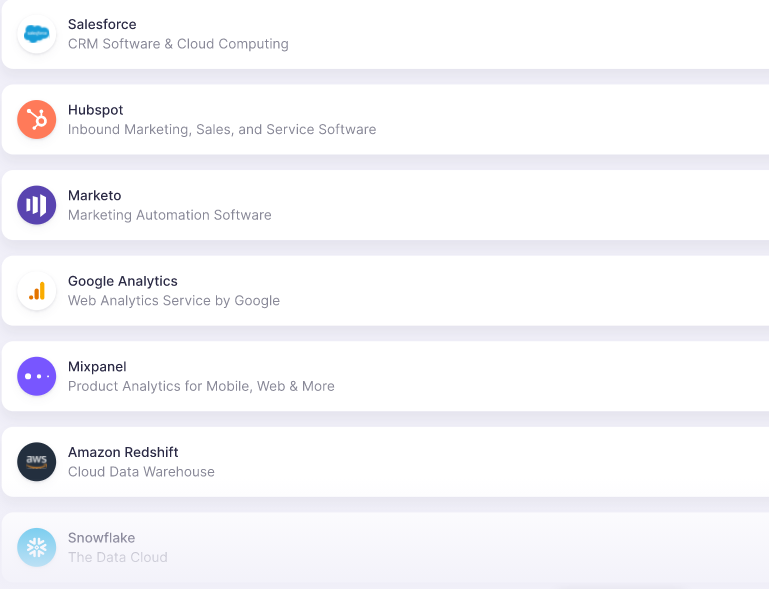 Salesforce
CRM Software & Cloud Computing
Hubspot
Inbound Marketing, Sales, and Service Software
Marketo
Marketing Automation Software
Google Analytics
Web Analytics Service by Google
Mixpanel
Product Analytics for Mobile, Web & More
aws
Amazon Redshift
Cloud Data Warehouse
Snowflake
The Data Cloud